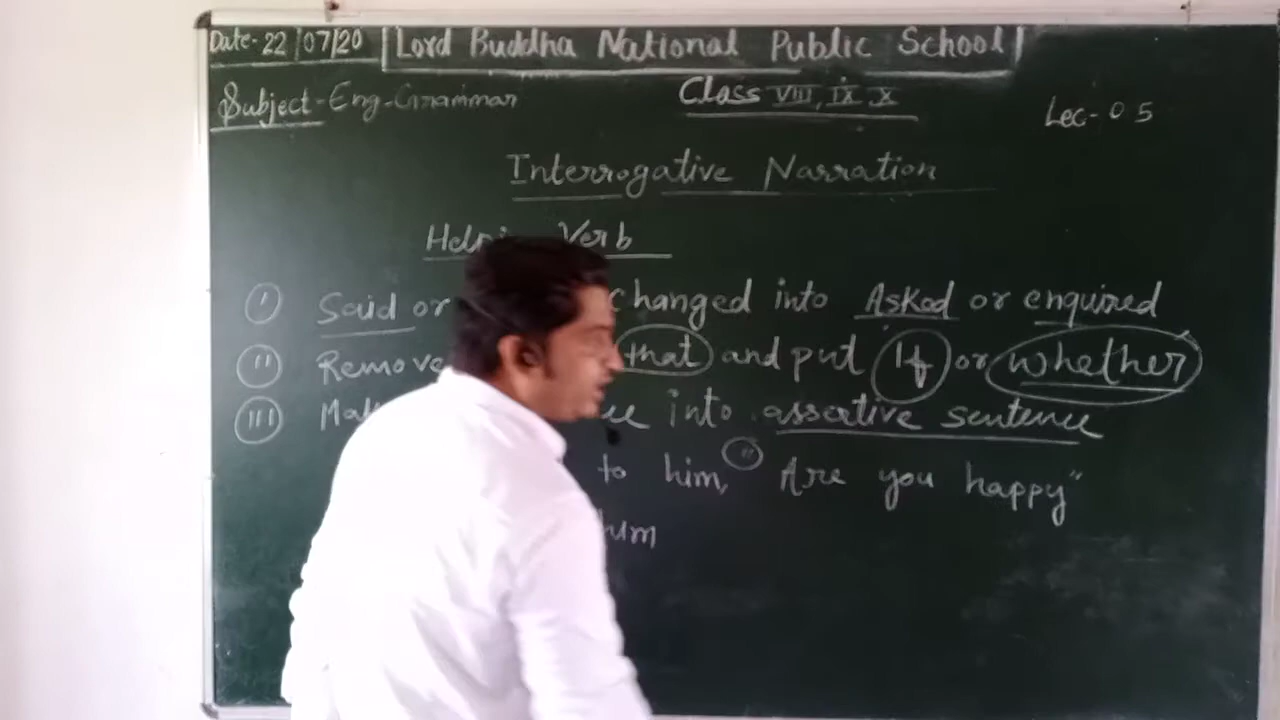 Date- 22/07/20 Lord Buddha National Public School
Subject-Eng-Grammar Class VIII, IX, X Lec-05
Interrogative Narration
Verb
(i) Said or changed into Asked or enquired
(ii) Remove that and put If or whether
(iii) into assertive sentence
to him, " Are you happy"
him